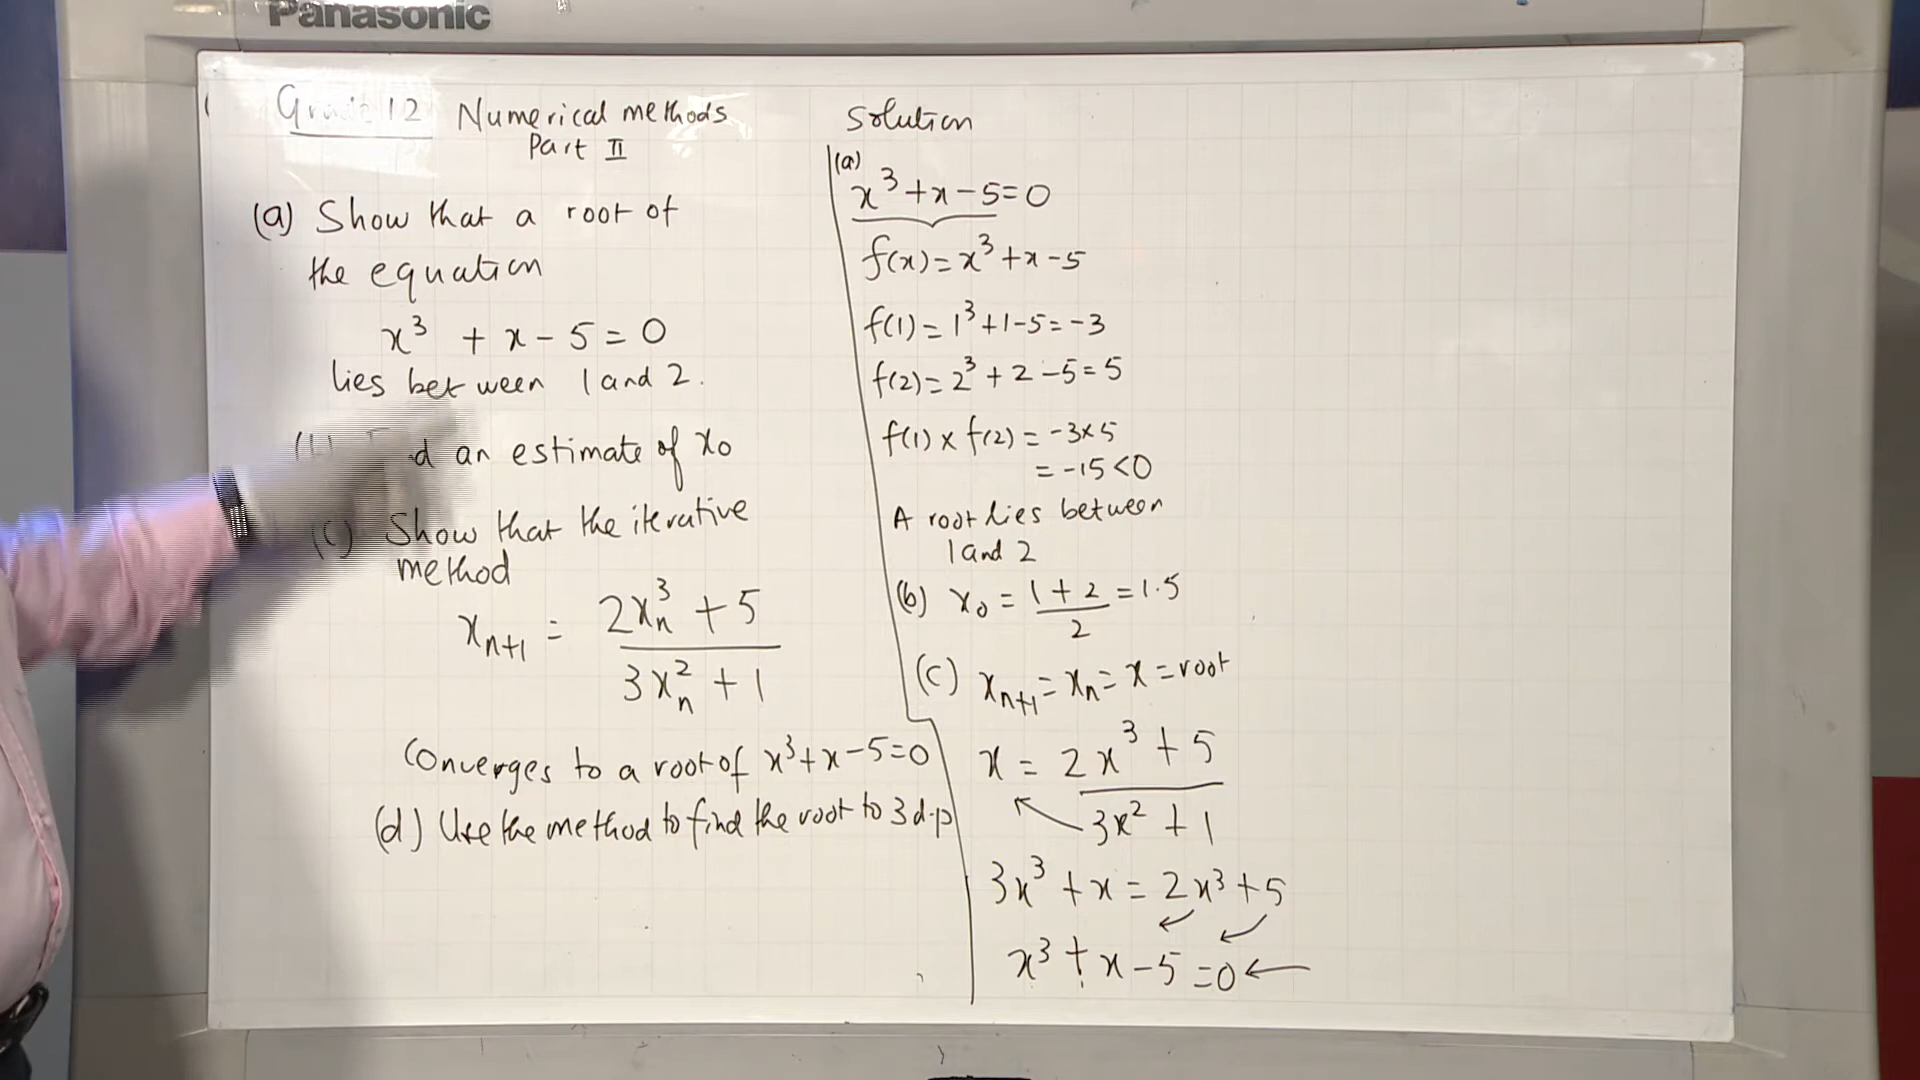 Panasonic
Grade 12 Numerical methods
Part II
(a) Show that a root of
the equation
x³ + x - 5 = 0
lies between 1 and 2.
an estimate of x₀
(c) Show that the iterative
method
xₙ₊₁ = (2xₙ³ + 5) / (3xₙ² + 1)
Converges to a root of x³ + x - 5 = 0
(d) Use the method to find the root to 3 d.p
Solution
(a)
x³ + x - 5 = 0
f(x) = x³ + x - 5
f(1) = 1³ + 1 - 5 = -3
f(2) = 2³ + 2 - 5 = 5
f(1) × f(2) = -3 × 5
= -15 < 0
A root lies between
1 and 2
(b) x₀ = (1 + 2) / 2 = 1.5
(c) xₙ₊₁ = xₙ = x = root
x = (2x³ + 5) / (3x² + 1)
3x³ + x = 2x³ + 5
x³ + x - 5 = 0